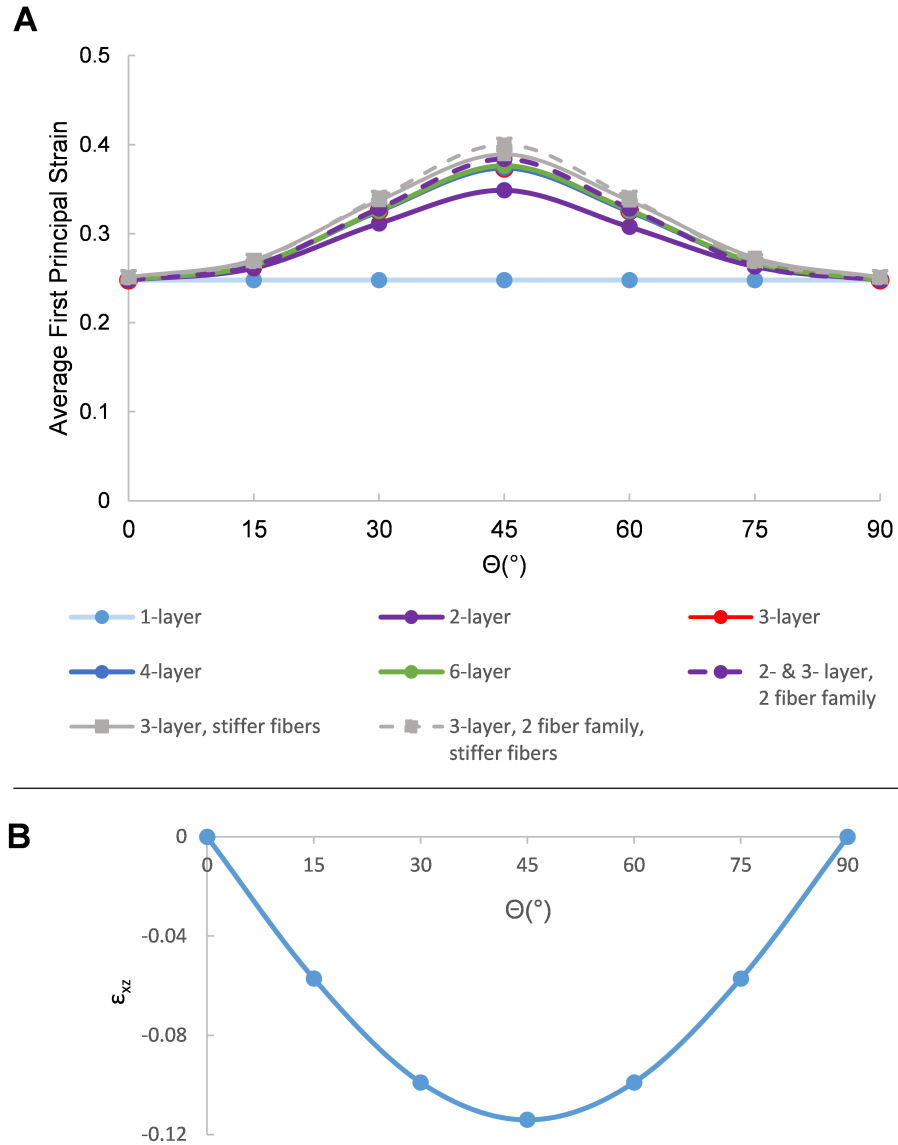 A
0.5
0.4
0.3
0.2
0.1
0
Average First Principal Strain
0 15 30 45 60 75 90
Θ(°)
1-layer 2-layer 3-layer
4-layer 6-layer 2- & 3- layer,
2 fiber family
3-layer, stiffer fibers 3-layer, 2 fiber family,
stiffer fibers
B
0
0 15 30 45 60 75 90
Θ(°)
-0.04
εxz
-0.08
-0.12